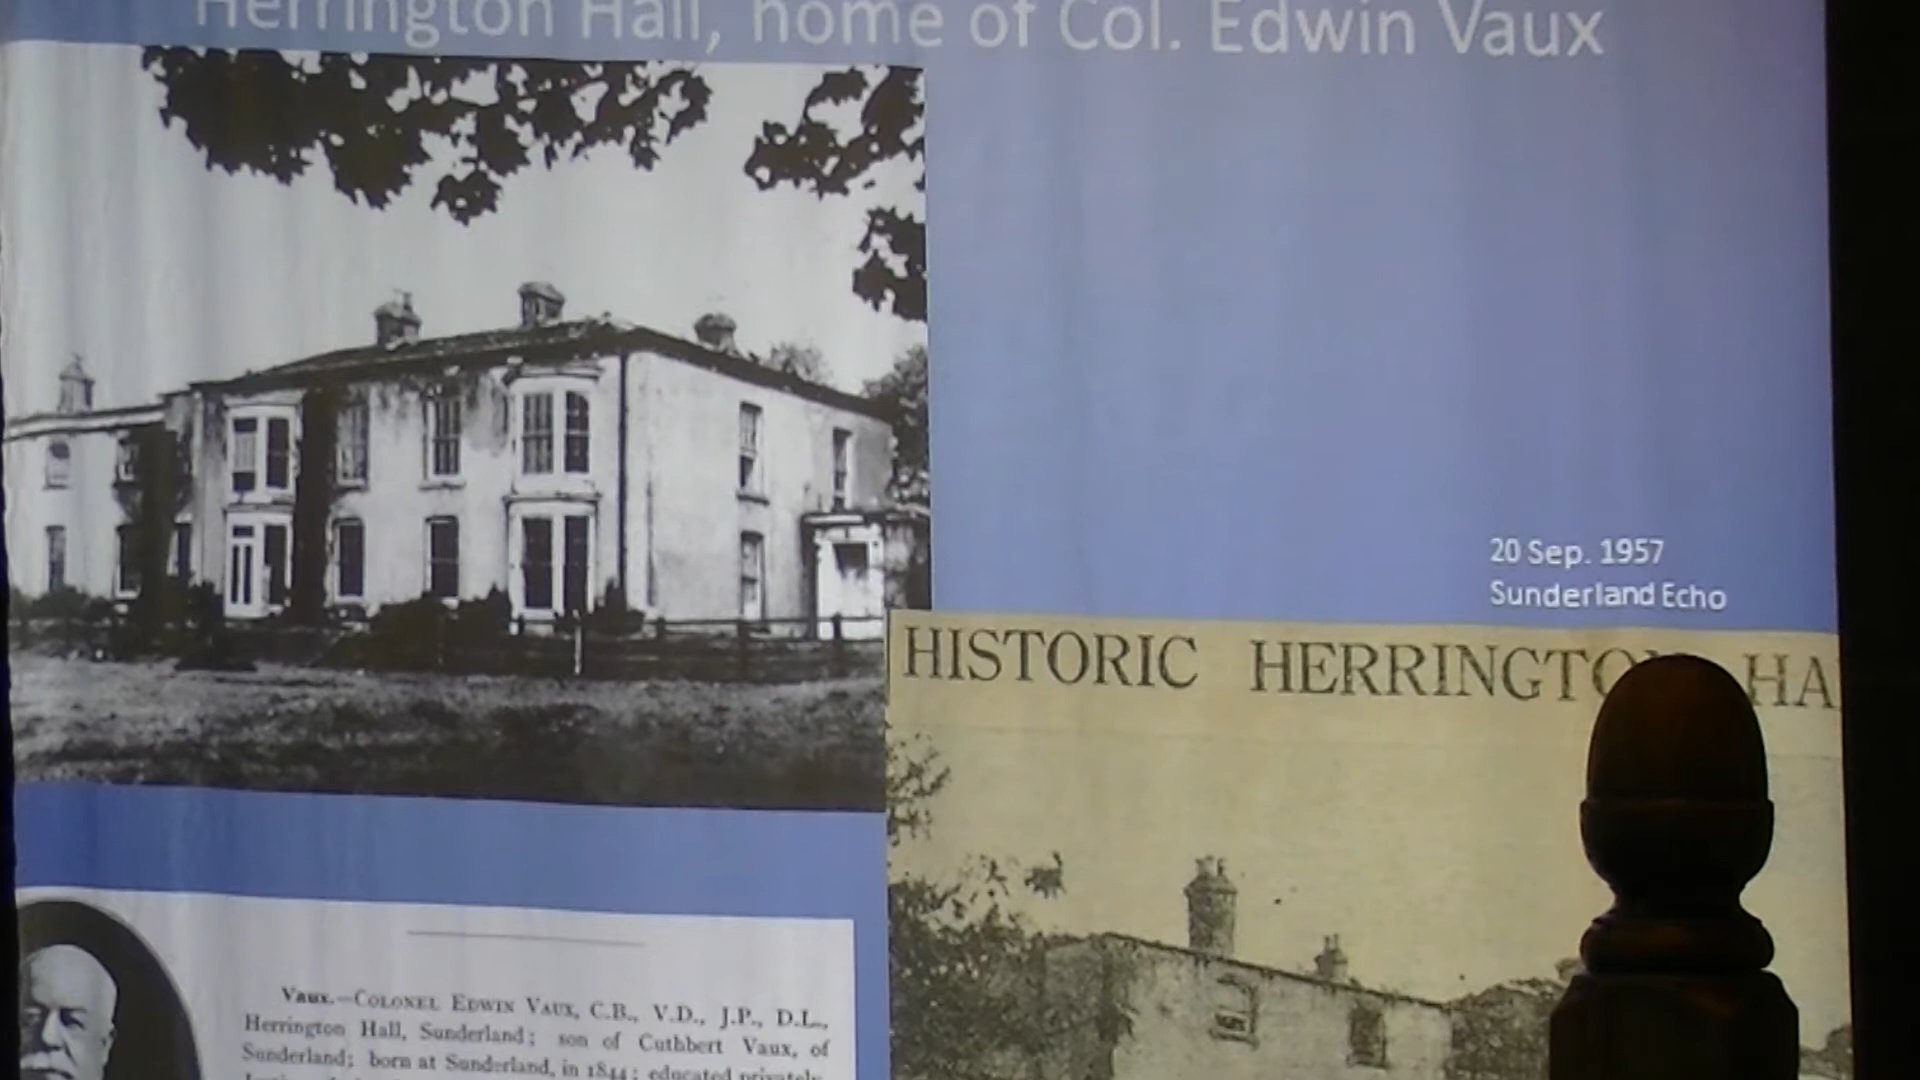 Herrington Hall, home of Col. Edwin Vaux
20 Sep. 1957
Sunderland Echo
HISTORIC HERRINGTO HA
Vaux.—COLONEL EDWIN VAUX, C.B., V.D., J.P., D.L.,
Herrington Hall, Sunderland; son of Cuthbert Vaux, of
Sunderland; born at Sunderland, in 1844; educated privately.